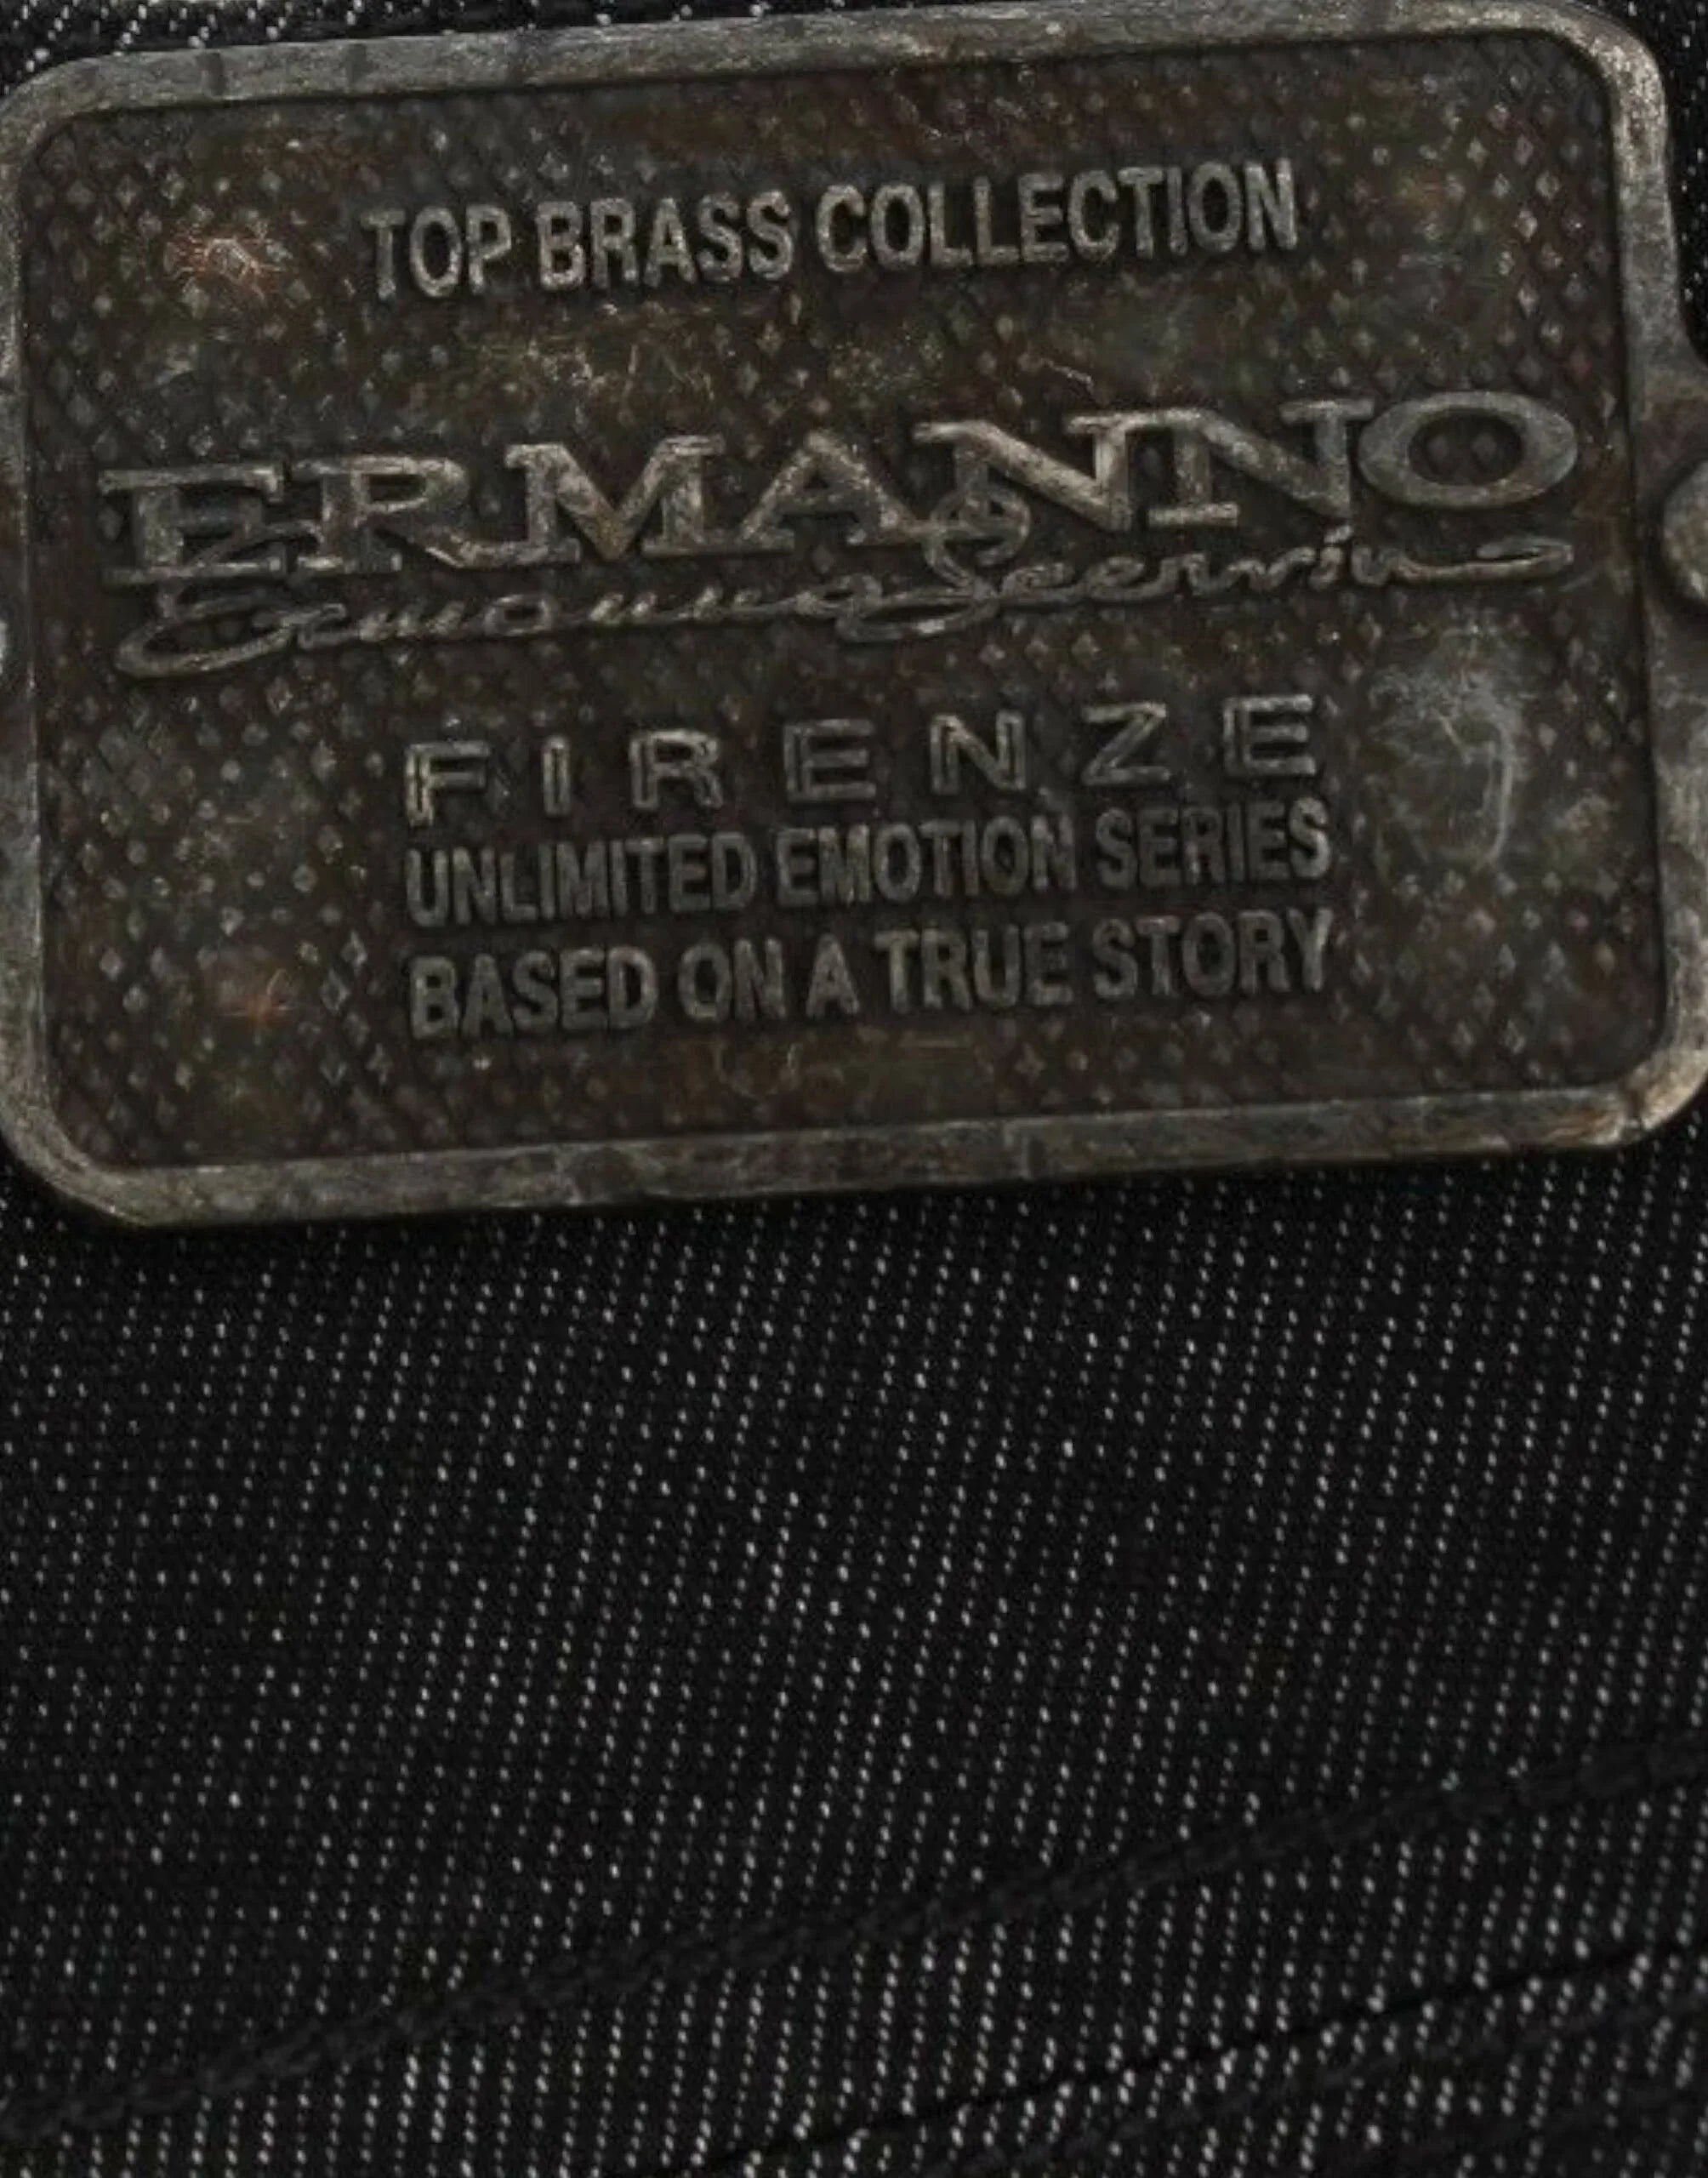 TOP BRASS COLLECTION
ERMANNO
Ermanno Scervino
FIRENZE
UNLIMITED EMOTION SERIES
BASED ON A TRUE STORY